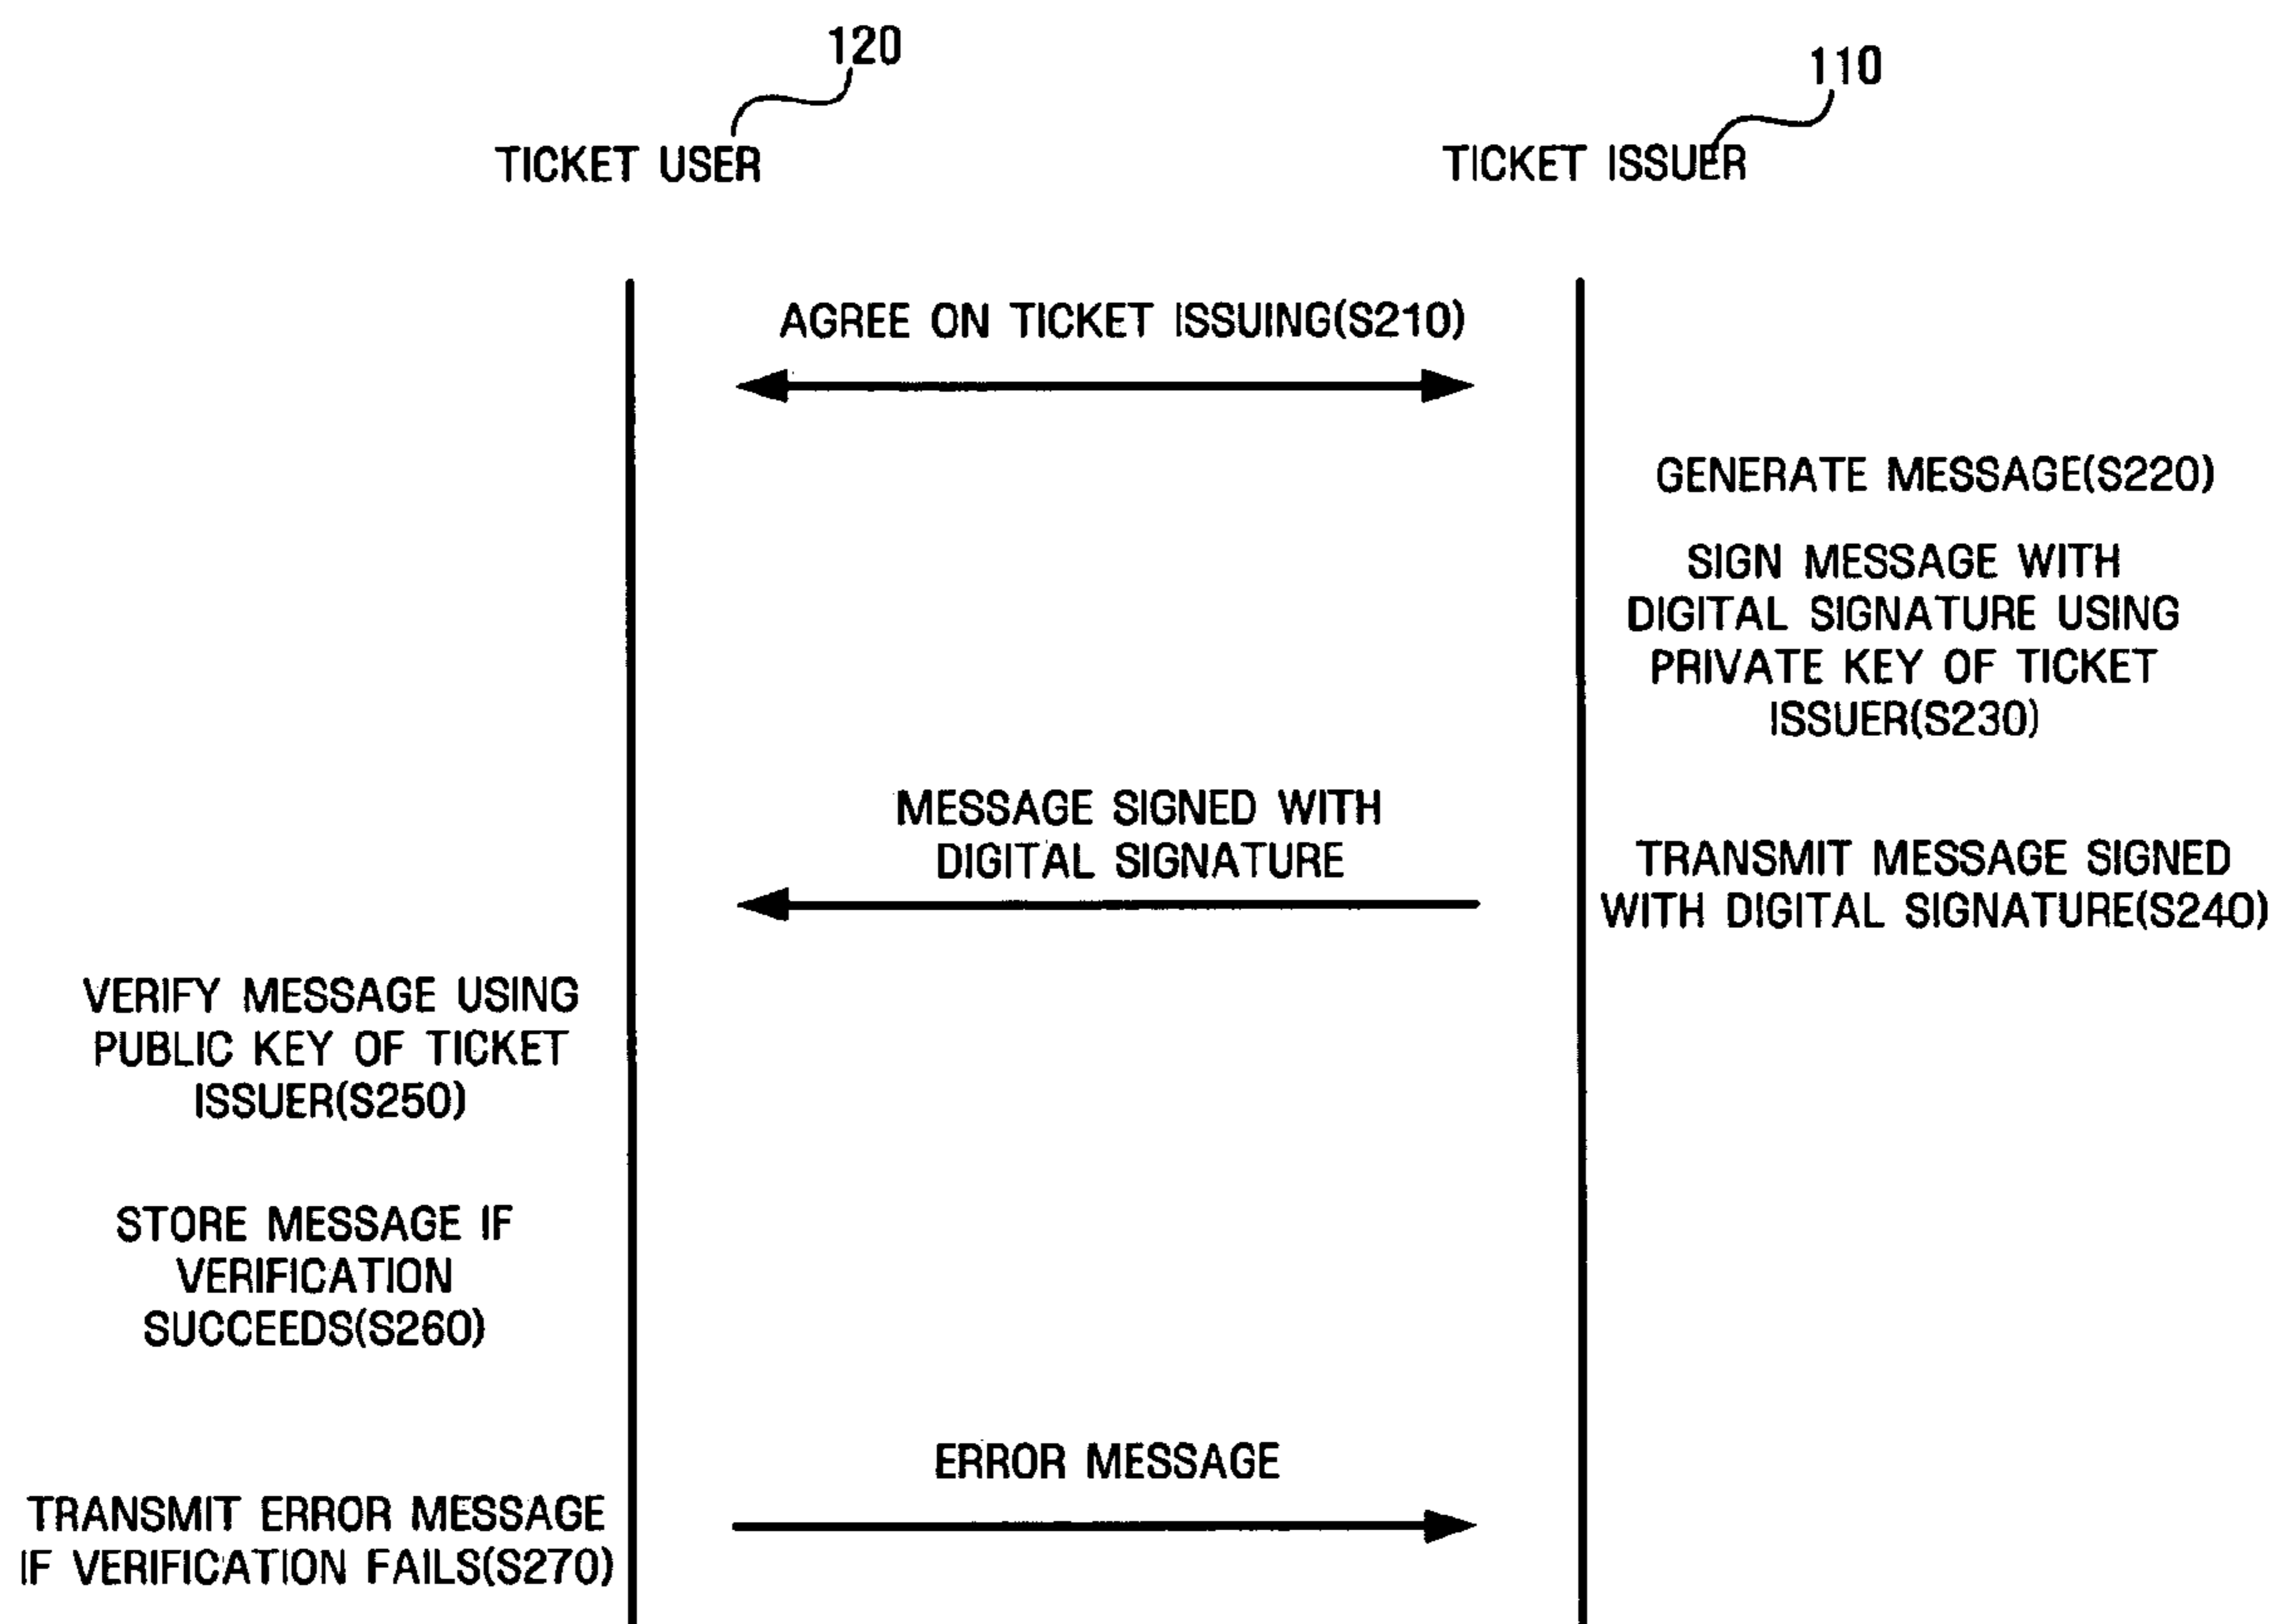 120
110
TICKET USER
TICKET ISSUER
AGREE ON TICKET ISSUING(S210)
GENERATE MESSAGE(S220)
SIGN MESSAGE WITH
DIGITAL SIGNATURE USING
PRIVATE KEY OF TICKET
ISSUER(S230)
MESSAGE SIGNED WITH
DIGITAL SIGNATURE
TRANSMIT MESSAGE SIGNED
WITH DIGITAL SIGNATURE(S240)
VERIFY MESSAGE USING
PUBLIC KEY OF TICKET
ISSUER(S250)
STORE MESSAGE IF
VERIFICATION
SUCCEEDS(S260)
ERROR MESSAGE
TRANSMIT ERROR MESSAGE
IF VERIFICATION FAILS(S270)